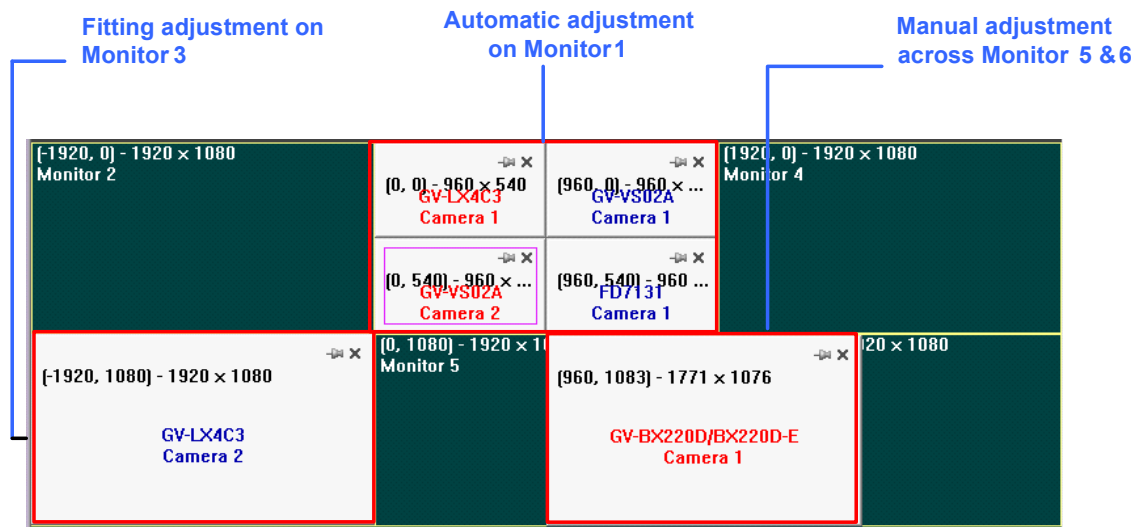 Fitting adjustment on
Monitor 3
Automatic adjustment
on Monitor 1
Manual adjustment
across Monitor 5 & 6
(-1920, 0) - 1920 × 1080
Monitor 2
(0, 0) - 960 × 540
GV-LX4C3
Camera 1
(960, 0) - 960 × ...
GV-VS02A
Camera 1
(1920, 0) - 1920 × 1080
Monitor 4
(0, 540) - 960 × ...
GV-VS02A
Camera 2
(960, 540) - 960 ...
FD7131
Camera 1
(-1920, 1080) - 1920 × 1080
GV-LX4C3
Camera 2
(0, 1080) - 1920 × 1
Monitor 5
(960, 1083) - 1771 × 1076
GV-BX220D/BX220D-E
Camera 1
20 × 1080